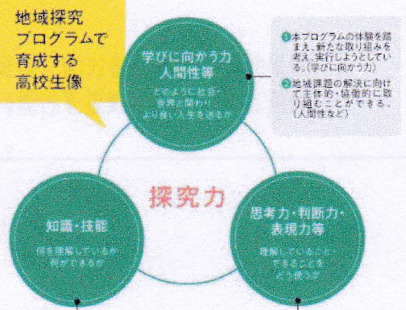 地域探究
プログラムで
育成する
高校生像
学びに向かう力
人間性等
どのように社会・
世界と関わり
より良い人生を送るか
❶本プログラムの体験を踏
まえ、新たな取り組みを
考え、実行しようとしてい
る。(学びに向かう力)
❷地域課題の解決に向け
て主体的・協働的に取
り組むことができる。
(人間性など)
探究力
知識・技能
何を理解しているか
何ができるか
思考力・判断力・
表現力等
理解していること・
できることを
どう使うか